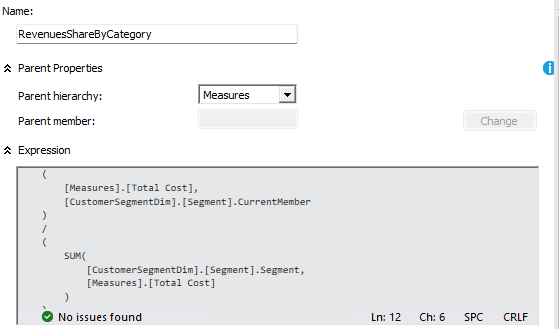 Name:
RevenuesShareByCategory
Parent Properties
Parent hierarchy: Measures
Parent member: Change
Expression
(
[Measures].[Total Cost],
[CustomerSegmentDim].[Segment].CurrentMember
)
/
(
SUM(
[CustomerSegmentDim].[Segment].Segment,
[Measures].[Total Cost]
)
No issues found Ln: 12 Ch: 6 SPC CRLF